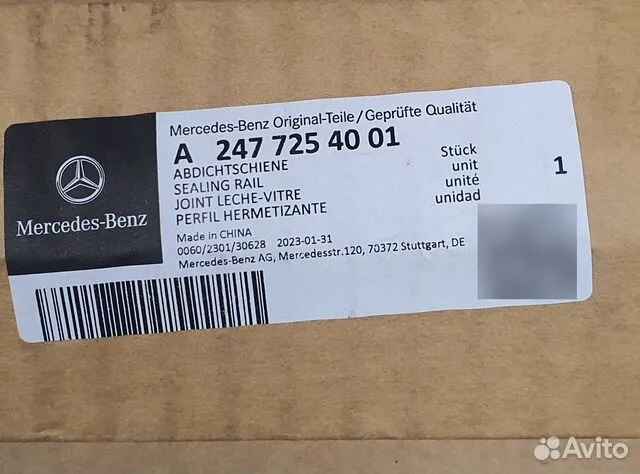 Mercedes-Benz Original-Teile/Geprüfte Qualität
A 247 725 40 01
ABDICHTSCHIENE
SEALING RAIL
JOINT LECHE-VITRE
PERFIL HERMETIZANTE
Stück
unit
unité
unidad
1
Made in CHINA
0060/2301/30628 2023-01-31
Mercedes-Benz AG, Mercedesstr.120, 70372 Stuttgart, DE
Mercedes-Benz
Avito